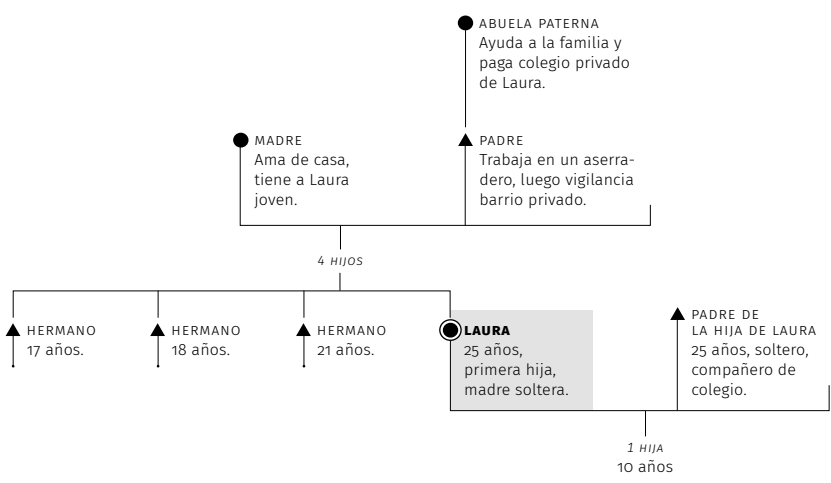 ABUELA PATERNA
Ayuda a la familia y
paga colegio privado
de Laura.
MADRE
Ama de casa,
tiene a Laura
joven.
PADRE
Trabaja en un aserra-
dero, luego vigilancia
barrio privado.
4 HIJOS
HERMANO
17 años.
HERMANO
18 años.
HERMANO
21 años.
LAURA
25 años,
primera hija,
madre soltera.
PADRE DE
LA HIJA DE LAURA
25 años, soltero,
compañero de
colegio.
1 HIJA
10 años